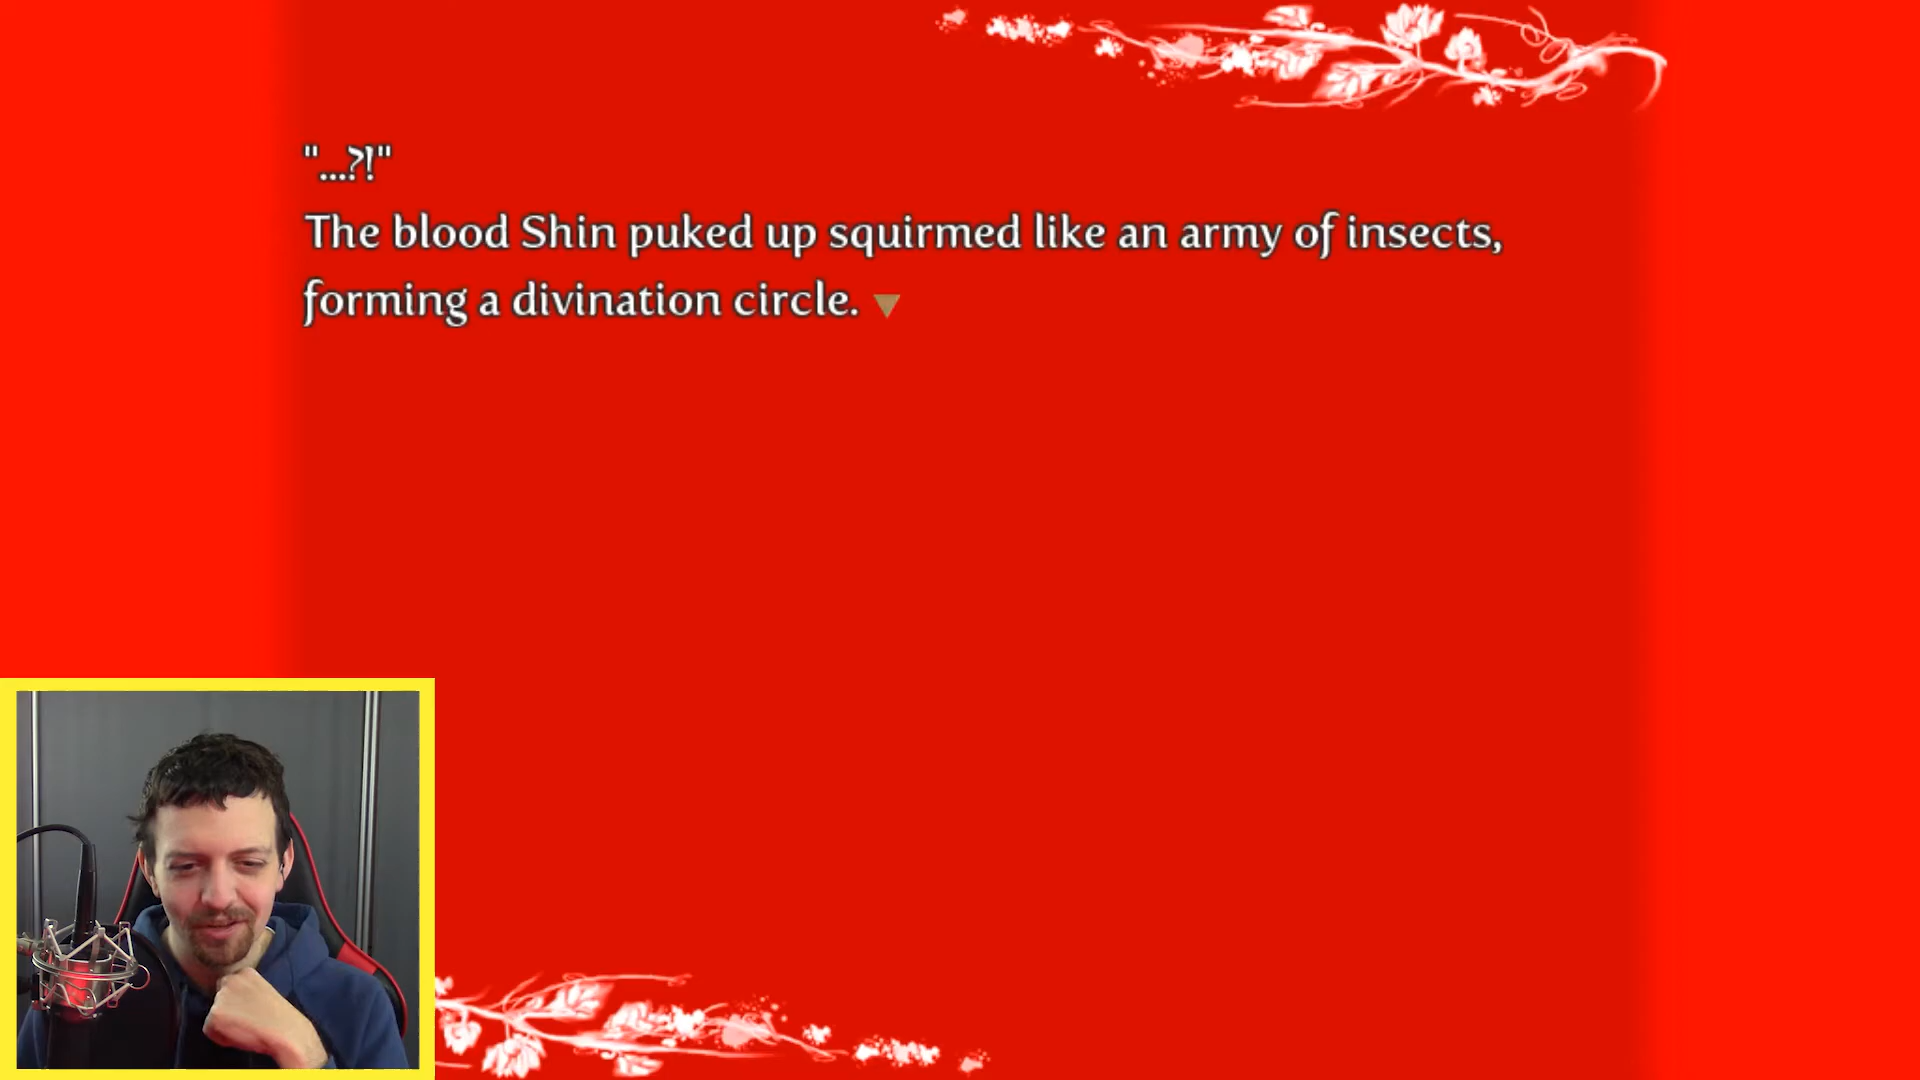 "...?!"
The blood Shin puked up squirmed like an army of insects,
forming a divination circle.